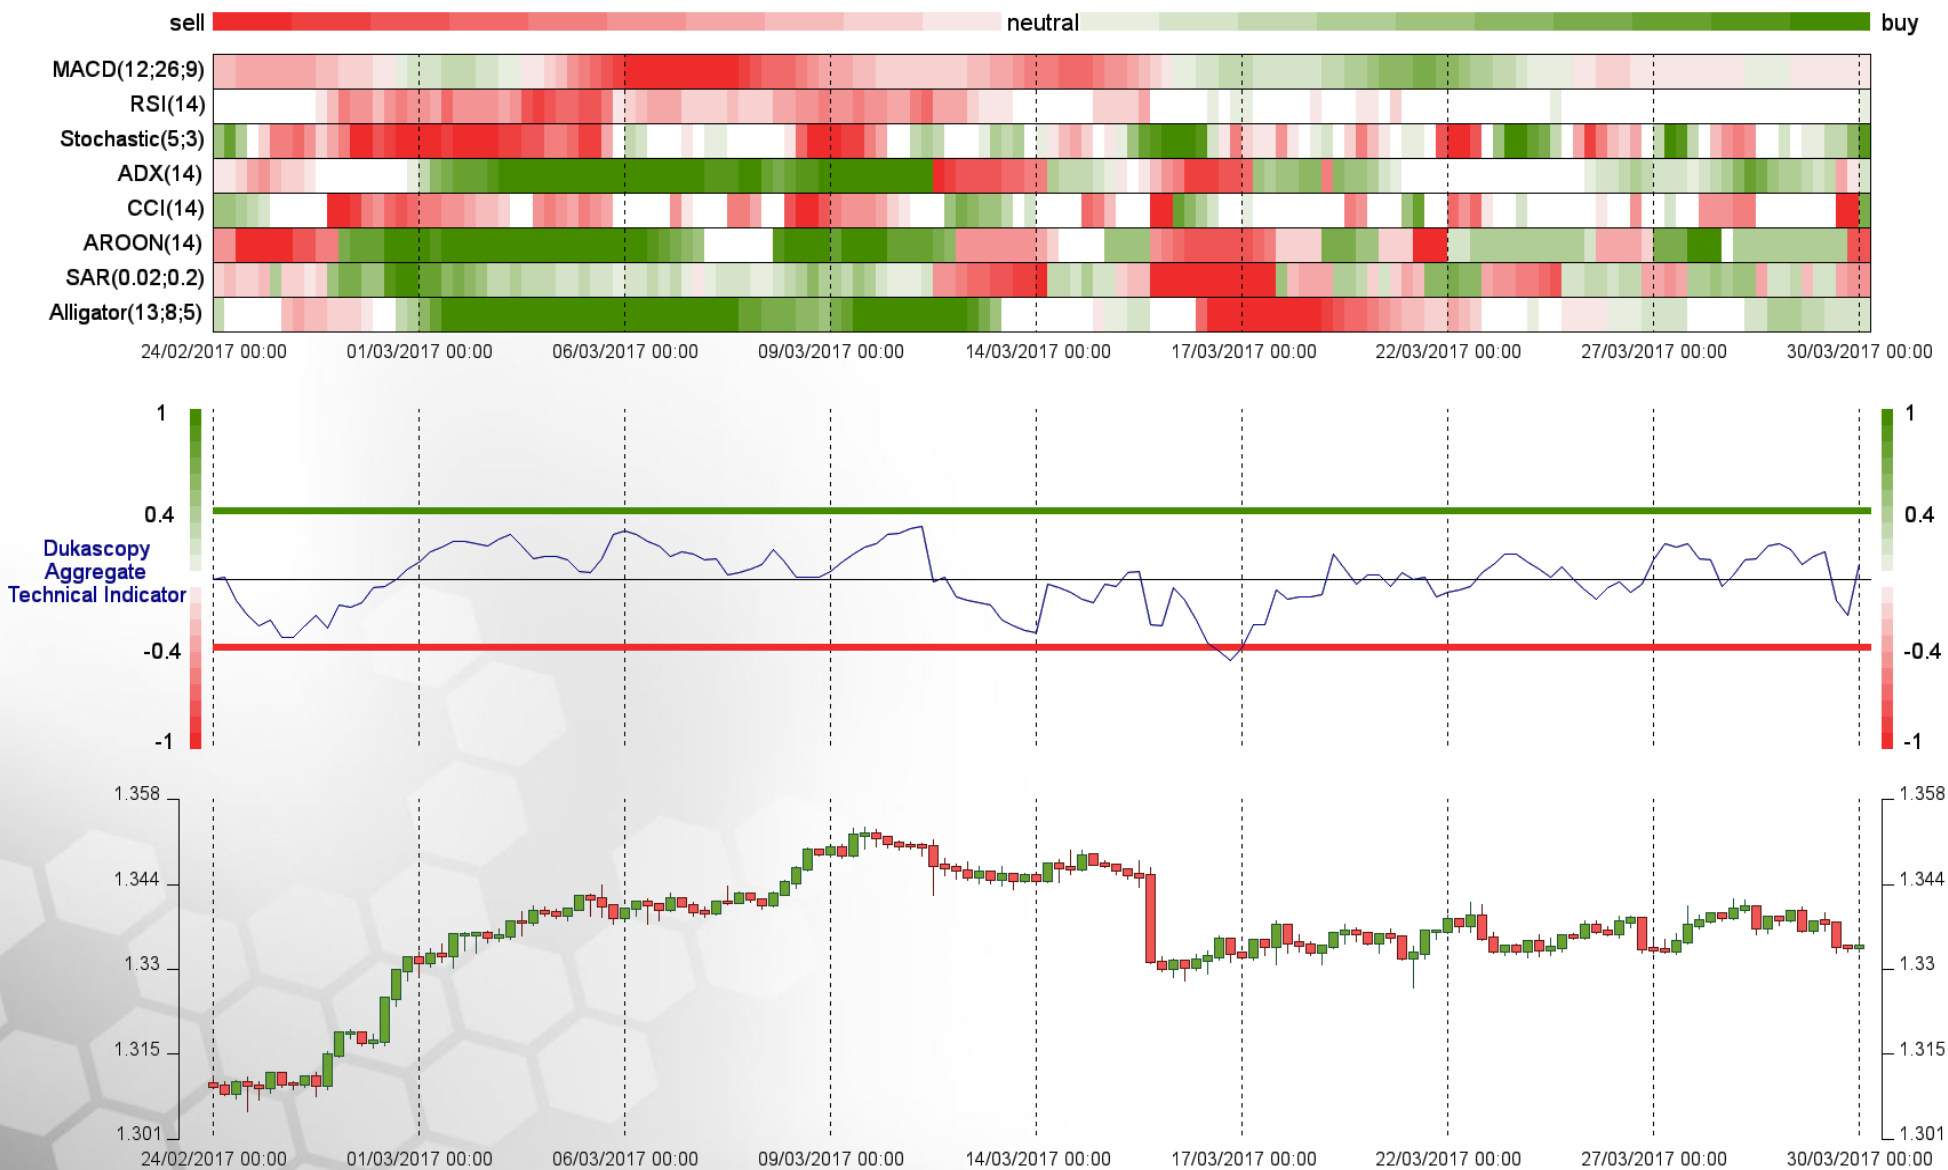 sell neutral buy
MACD(12;26;9)
RSI(14)
Stochastic(5;3)
ADX(14)
CCI(14)
AROON(14)
SAR(0.02;0.2)
Alligator(13;8;5)
24/02/2017 00:00 01/03/2017 00:00 06/03/2017 00:00 09/03/2017 00:00 14/03/2017 00:00 17/03/2017 00:00 22/03/2017 00:00 27/03/2017 00:00 30/03/2017 00:00
1 1
0.4 0.4
Dukascopy
Aggregate
Technical Indicator
-0.4 -0.4
-1 -1
1.358 1.358
1.344 1.344
1.33 1.33
1.315 1.315
1.301 1.301
24/02/2017 00:00 01/03/2017 00:00 06/03/2017 00:00 09/03/2017 00:00 14/03/2017 00:00 17/03/2017 00:00 22/03/2017 00:00 27/03/2017 00:00 30/03/2017 00:00